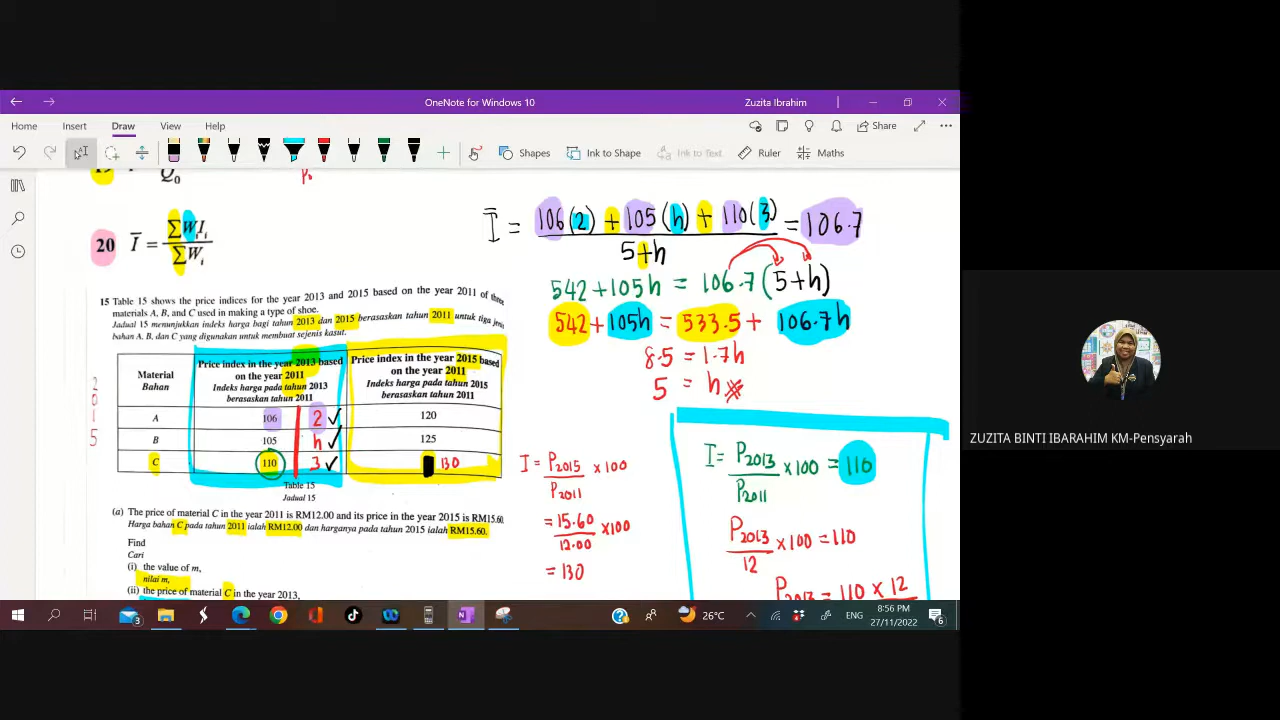 OneNote for Windows 10
Zuzita Ibrahim
Home Insert Draw View Help
Share
Shapes Ink to Shape Ink to Text Ruler Maths
Q₀
P₀
20 Ī = ΣWᵢIᵢ / ΣWᵢ
Ī = 106(2) + 105(h) + 110(3) / 5+h = 106.7
542 + 105h = 106.7(5+h)
542 + 105h = 533.5 + 106.7h
8.5 = 1.7h
5 = h
15 Table 15 shows the price indices for the year 2013 and 2015 based on the year 2011 of three
materials A, B, and C used in making a type of shoe.
Jadual 15 menunjukkan indeks harga bagi tahun 2013 dan 2015 berasaskan tahun 2011 untuk tiga
bahan A, B, dan C yang digunakan untuk membuat sejenis kasut.
Material
Bahan
Price index in the year 2013 based
on the year 2011
Indeks harga pada tahun 2013
berasaskan tahun 2011
Price index in the year 2015 based
on the year 2011
Indeks harga pada tahun 2015
berasaskan tahun 2011
A 106 2 ✓ 120
B 105 h ✓ 125
C 110 3 ✓ 130
Table 15
Jadual 15
(a) The price of material C in the year 2011 is RM12.00 and its price in the year 2015 is RM15.60.
Harga bahan C pada tahun 2011 ialah RM12.00 dan harganya pada tahun 2015 ialah RM15.60.
Find
Cari
(i) the value of m,
nilai m,
(ii) the price of material C in the year 2013,
I = P₂₀₁₅ / P₂₀₁₁ × 100
= 15.60 / 12.00 × 100
= 130
I = P₂₀₁₃ / P₂₀₁₁ × 100 = 110
P₂₀₁₃ / 12 × 100 = 110
P₂₀₁₃ = 110 × 12
ZUZITA BINTI IBARAHIM KM-Pensyarah
26°C
ENG
8:56 PM
27/11/2022